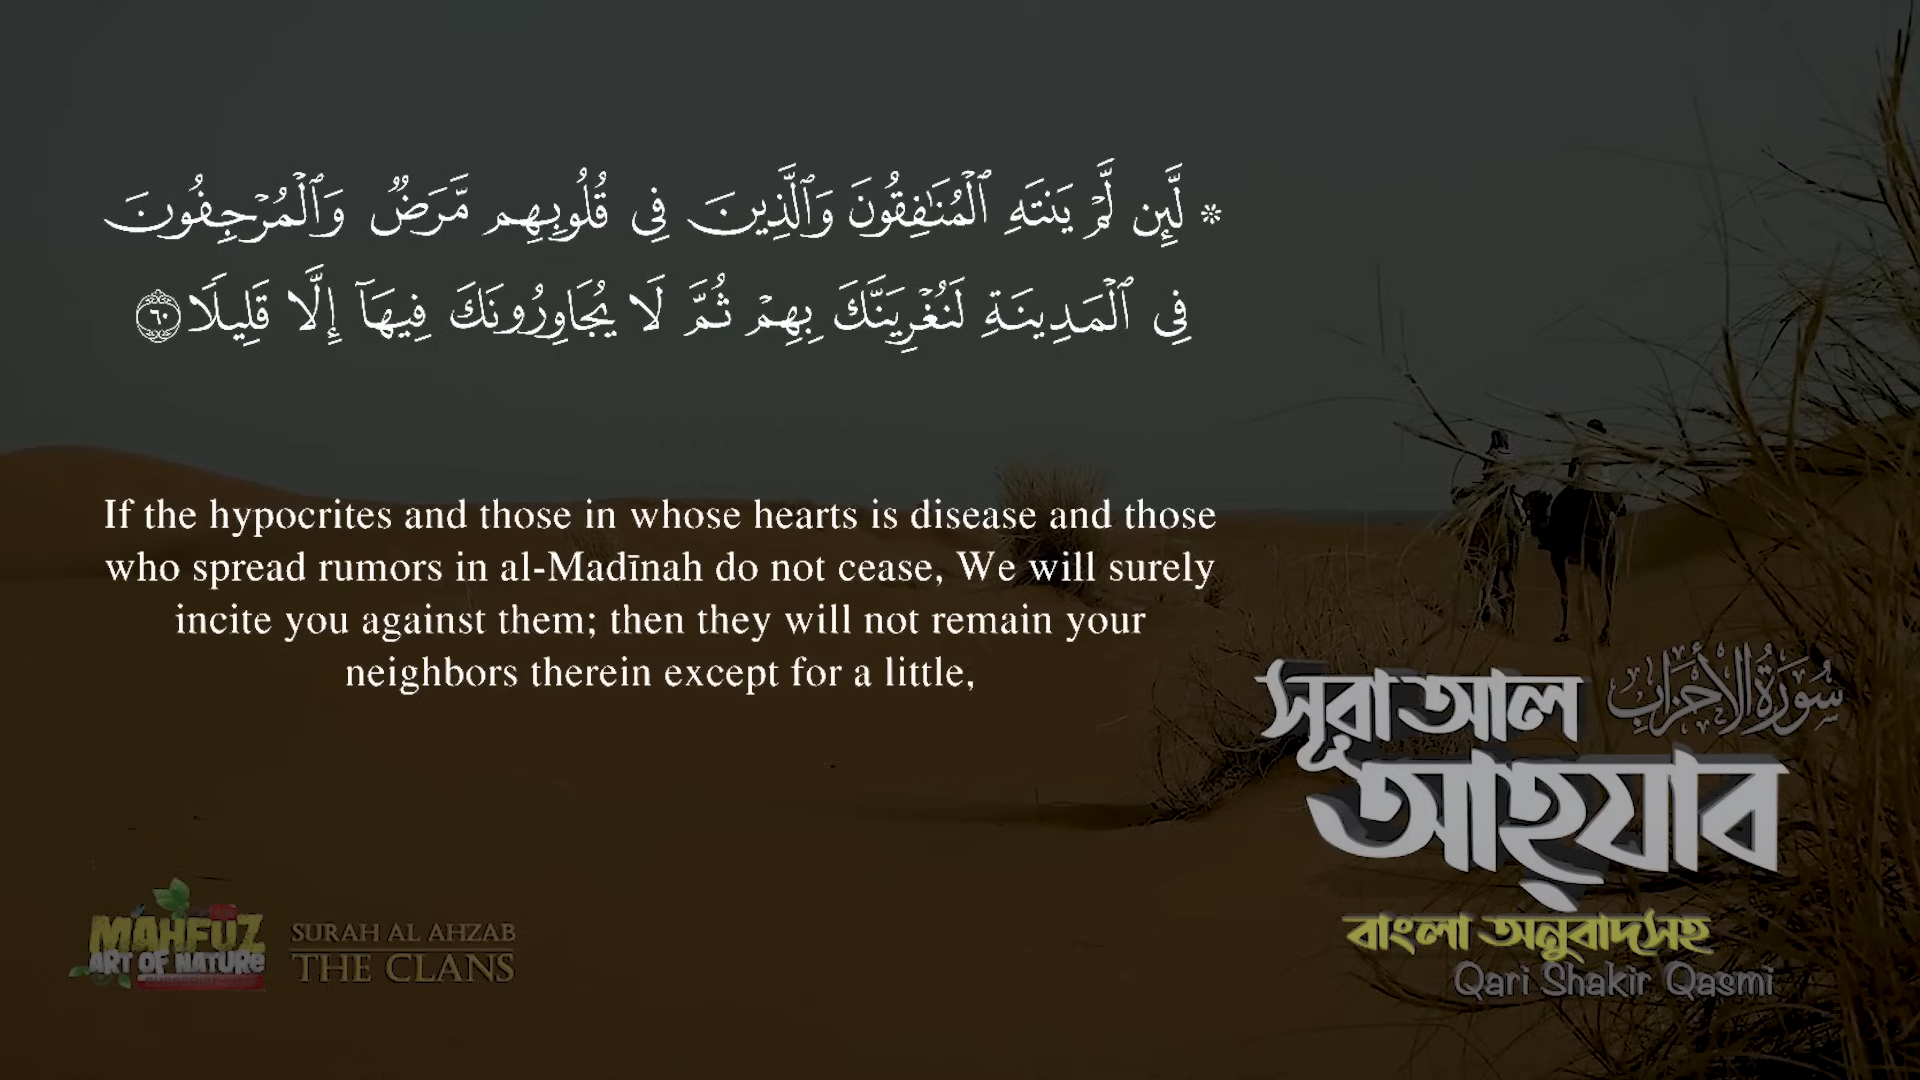 ۞ لَّئِن لَّمْ يَنتَهِ ٱلْمُنَـٰفِقُونَ وَٱلَّذِينَ فِى قُلُوبِهِم مَّرَضٌ وَٱلْمُرْجِفُونَ
فِى ٱلْمَدِينَةِ لَنُغْرِيَنَّكَ بِهِمْ ثُمَّ لَا يُجَاوِرُونَكَ فِيهَآ إِلَّا قَلِيلًا ٦٠
If the hypocrites and those in whose hearts is disease and those
who spread rumors in al-Madīnah do not cease, We will surely
incite you against them; then they will not remain your
neighbors therein except for a little,
সূরা আল
سُورَةُ الأَحْزَاب
আহ্‌যাব
বাংলা অনুবাদসহ
Qari Shakir Qasmi
MAHFUZ
ART OF NATURE
SURAH AL AHZAB
THE CLANS